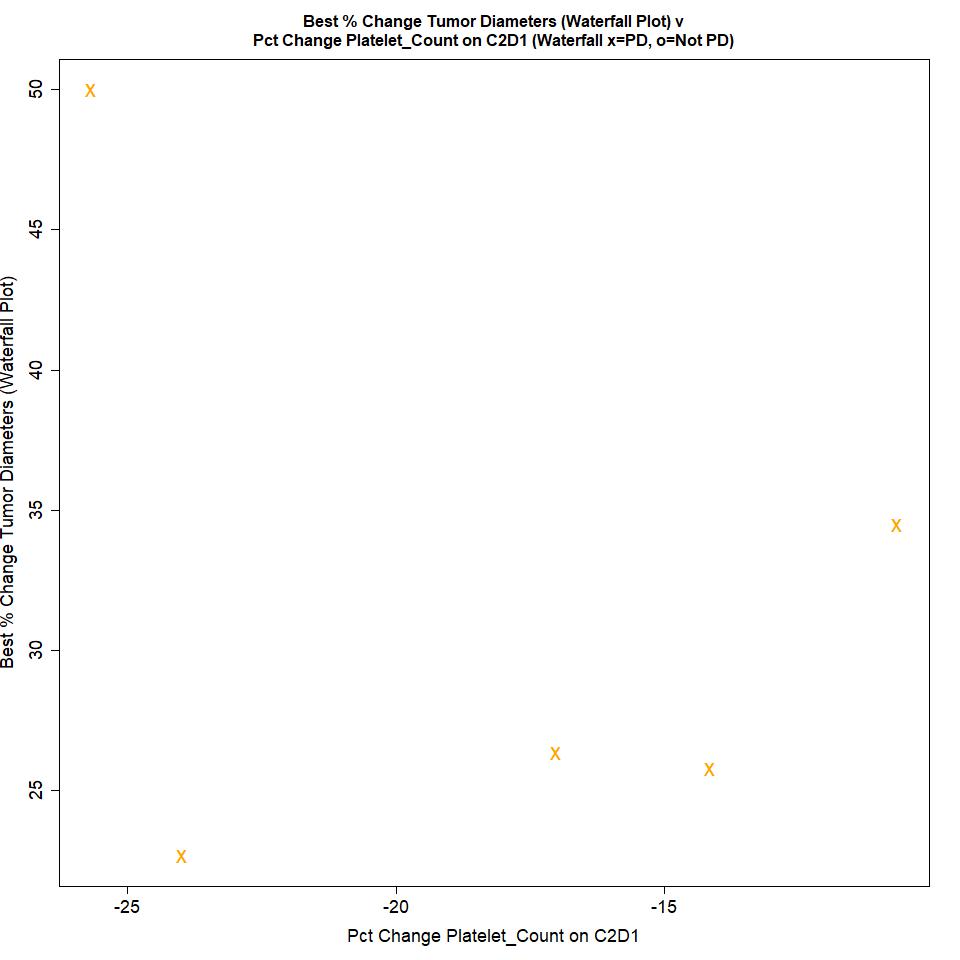 Best % Change Tumor Diameters (Waterfall Plot) v
Pct Change Platelet_Count on C2D1 (Waterfall x=PD, o=Not PD)
Best % Change Tumor Diameters (Waterfall Plot)
50
45
40
35
30
25
X
X
X
X
X
-25
-20
-15
Pct Change Platelet_Count on C2D1